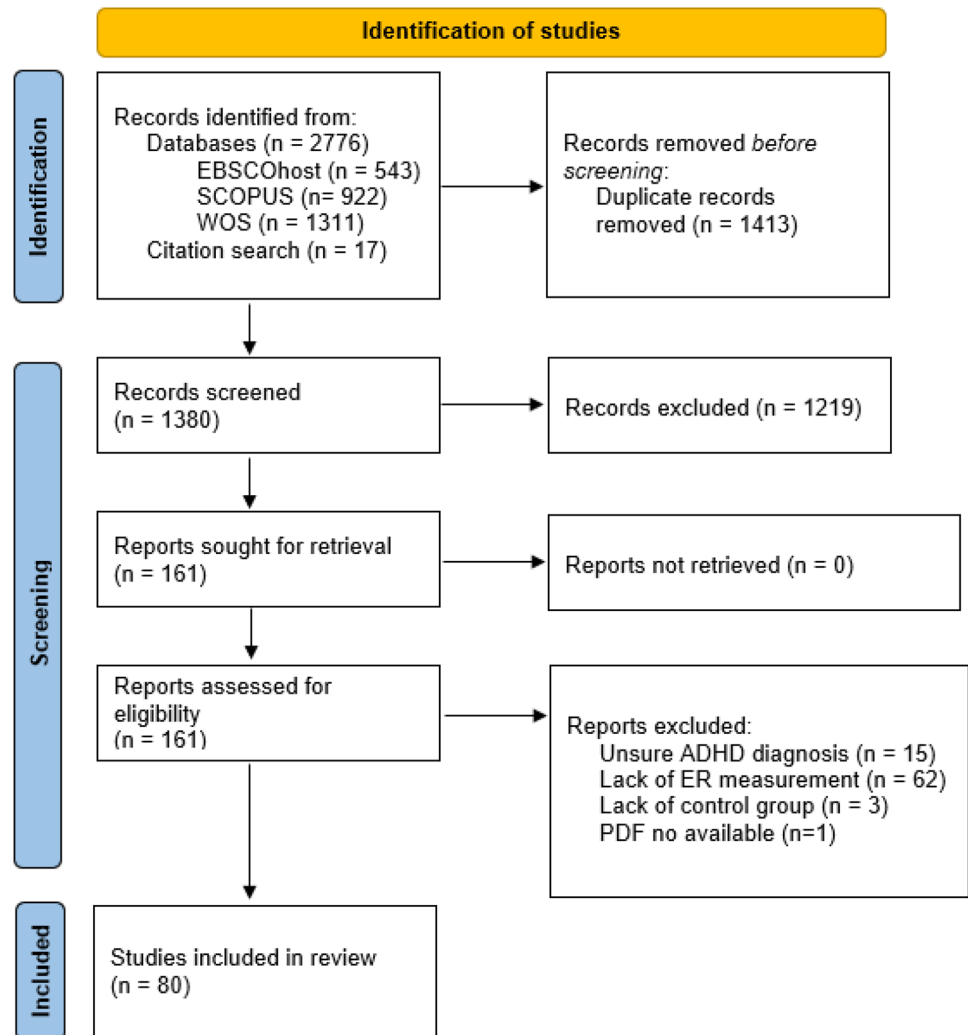 Identification of studies
Identification
Records identified from:
Databases (n = 2776)
EBSCOhost (n = 543)
SCOPUS (n= 922)
WOS (n = 1311)
Citation search (n = 17)
Records removed before
screening:
Duplicate records
removed (n = 1413)
Screening
Records screened
(n = 1380)
Records excluded (n = 1219)
Reports sought for retrieval
(n = 161)
Reports not retrieved (n = 0)
Reports assessed for
eligibility
(n = 161)
Reports excluded:
Unsure ADHD diagnosis (n = 15)
Lack of ER measurement (n = 62)
Lack of control group (n = 3)
PDF no available (n=1)
Included
Studies included in review
(n = 80)